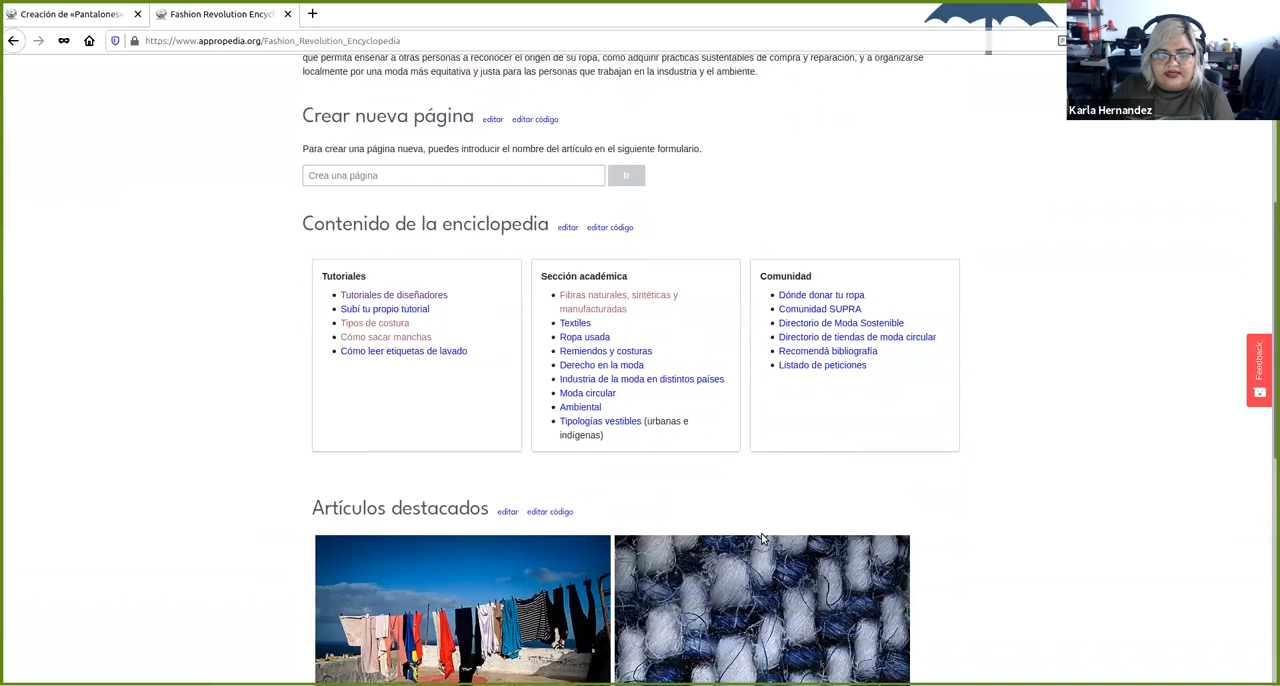 Creación de «Pantalones»
Fashion Revolution Encycl
https://www.appropedia.org/Fashion_Revolution_Encyclopedia
Karla Hernandez
que permita enseñar a otras personas a reconocer el origen de su ropa, como adquirir practicas sustentables de compra y reparación, y a organizarse
localmente por una moda más equitativa y justa para las personas que trabajan en la insdustria y el ambiente.
Crear nueva página editar editar código
Para crear una página nueva, puedes introducir el nombre del artículo en el siguiente formulario.
Crea una página Ir
Contenido de la enciclopedia editar editar código
Tutoriales
Tutoriales de diseñadores
Subí tu propio tutorial
Tipos de costura
Cómo sacar manchas
Cómo leer etiquetas de lavado
Sección académica
Fibras naturales, sintéticas y
manufacturadas
Textiles
Ropa usada
Remiendos y costuras
Derecho en la moda
Industria de la moda en distintos países
Moda circular
Ambiental
Tipologías vestibles (urbanas e
indígenas)
Comunidad
Dónde donar tu ropa
Comunidad SUPRA
Directorio de Moda Sostenible
Directorio de tiendas de moda circular
Recomendá bibliografía
Listado de peticiones
Feedback
Artículos destacados editar editar código